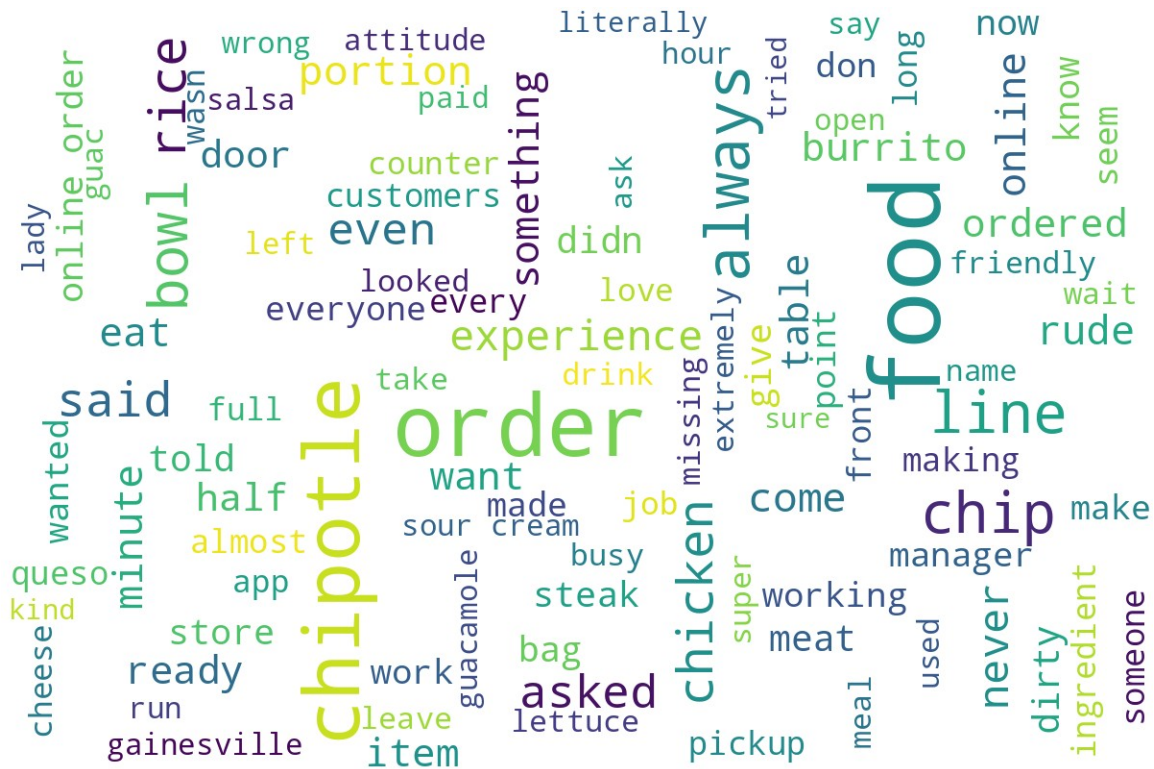 literally
say
now
wrong
attitude
hour
don
long
portion
tried
online
know
rice
wasn
salsa
paid
something
always
open
burrito
seem
online order
guac
door
counter
ask
customers
food
lady
bowl
left
even
didn
ordered
friendly
looked
love
wait
everyone
every
extremely
table
eat
experience
give
point
rude
take
drink
missing
name
said
full
chipotle
order
sure
front
line
wanted
told
want
making
minute
half
made
job
come
chip
make
sour cream
almost
busy
chicken
manager
queso
app
guacamole
steak
super
working
kind
ingredient
cheese
store
bag
meat
used
never
dirty
someone
ready
work
asked
meal
run
leave
lettuce
gainesville
item
pickup